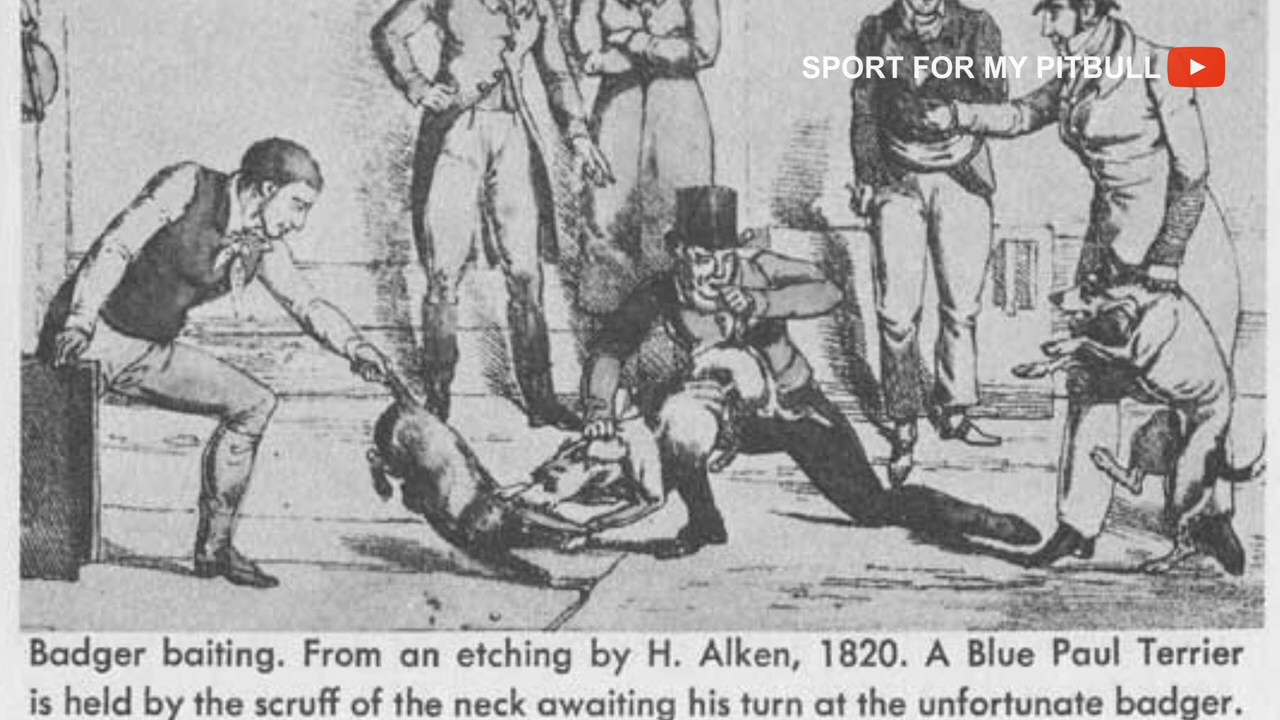 SPORT FOR MY PITBULL
Badger baiting. From an etching by H. Alken, 1820. A Blue Paul Terrier
is held by the scruff of the neck awaiting his turn at the unfortunate badger.